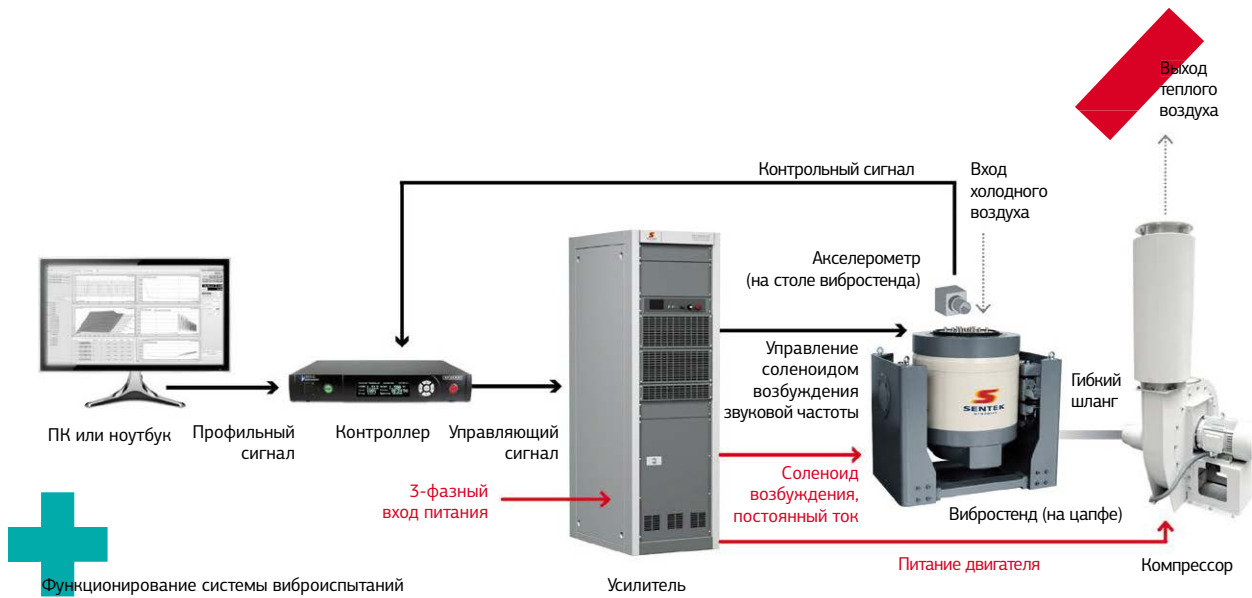 Выход
теплого
воздуха
Контрольный сигнал
Вход
холодного
воздуха
Акселерометр
(на столе вибростенда)
Управление
соленоидом
возбуждения
звуковой частоты
Гибкий
шланг
SENTEK
ПК или ноутбук
Профильный
сигнал
Контроллер
Управляющий
сигнал
3-фазный
вход питания
Соленоид
возбуждения,
постоянный ток
Вибростенд (на цапфе)
Питание двигателя
Компрессор
Функционирование системы виброиспытаний
Усилитель